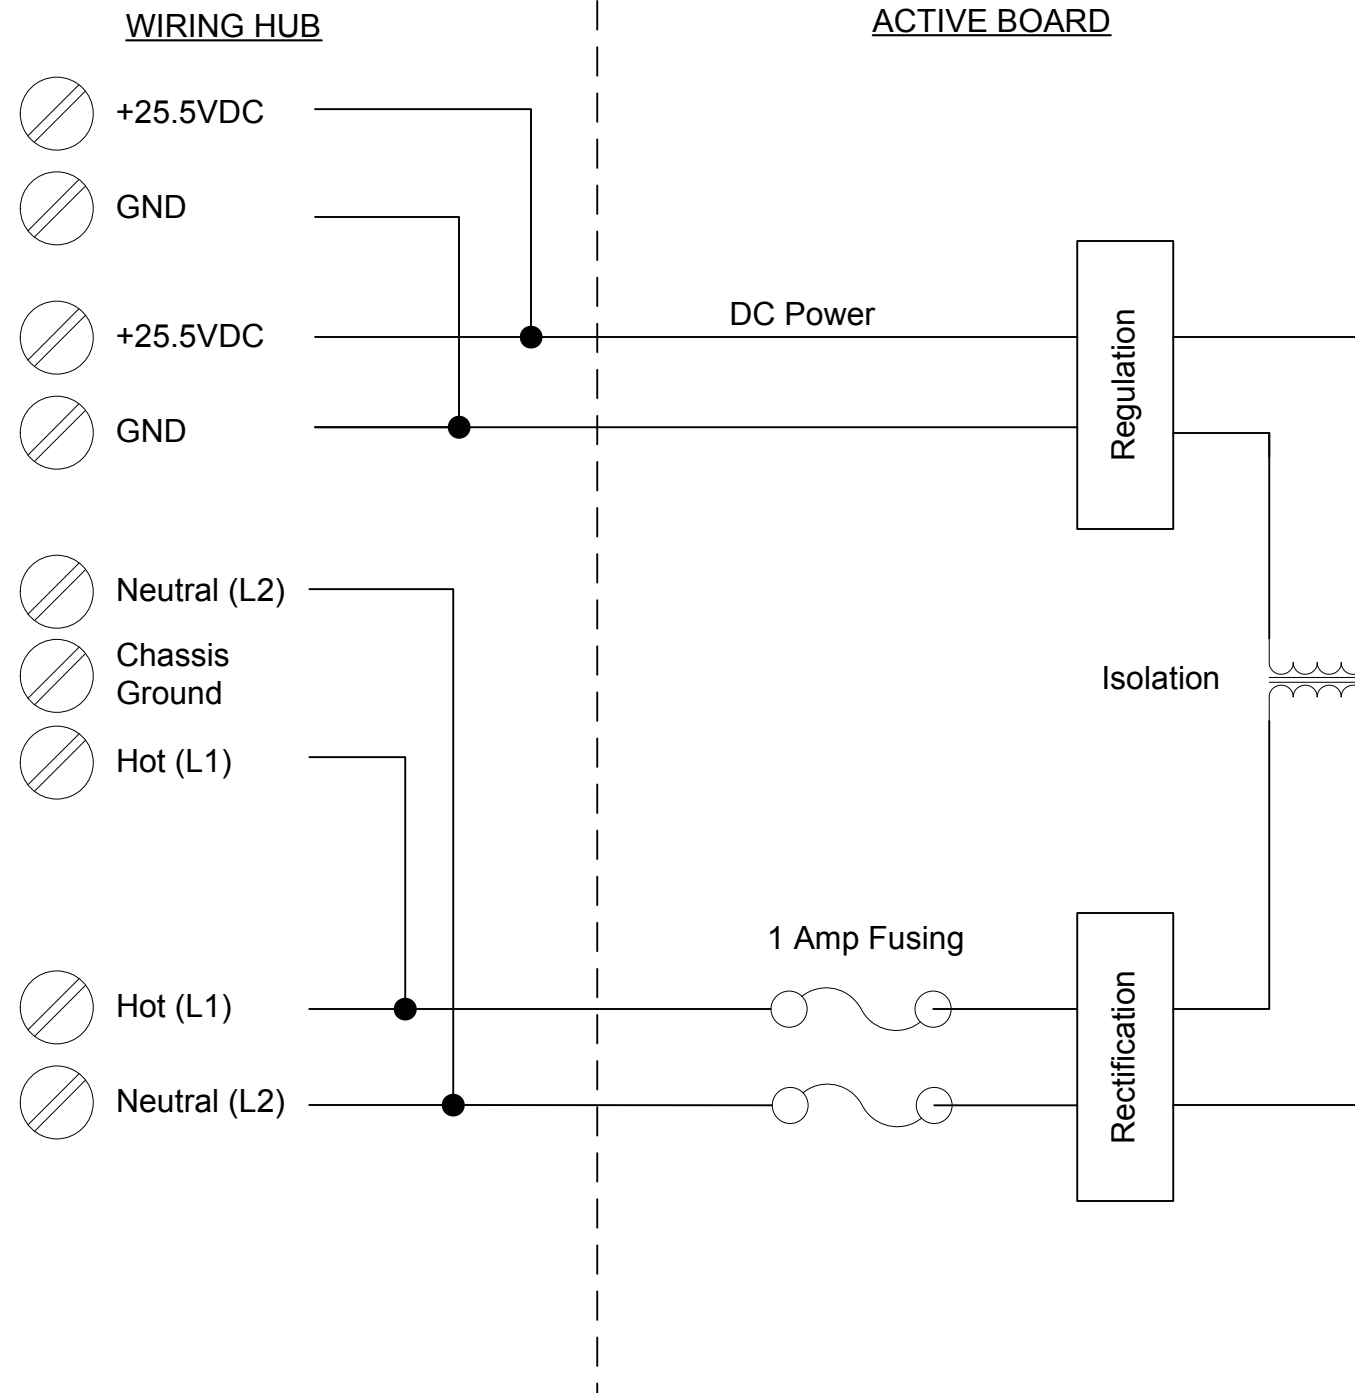 WIRING HUB
ACTIVE BOARD
+25.5VDC
GND
+25.5VDC
GND
DC Power
Regulation
Neutral (L2)
Chassis
Ground
Hot (L1)
Isolation
1 Amp Fusing
Hot (L1)
Neutral (L2)
Rectification